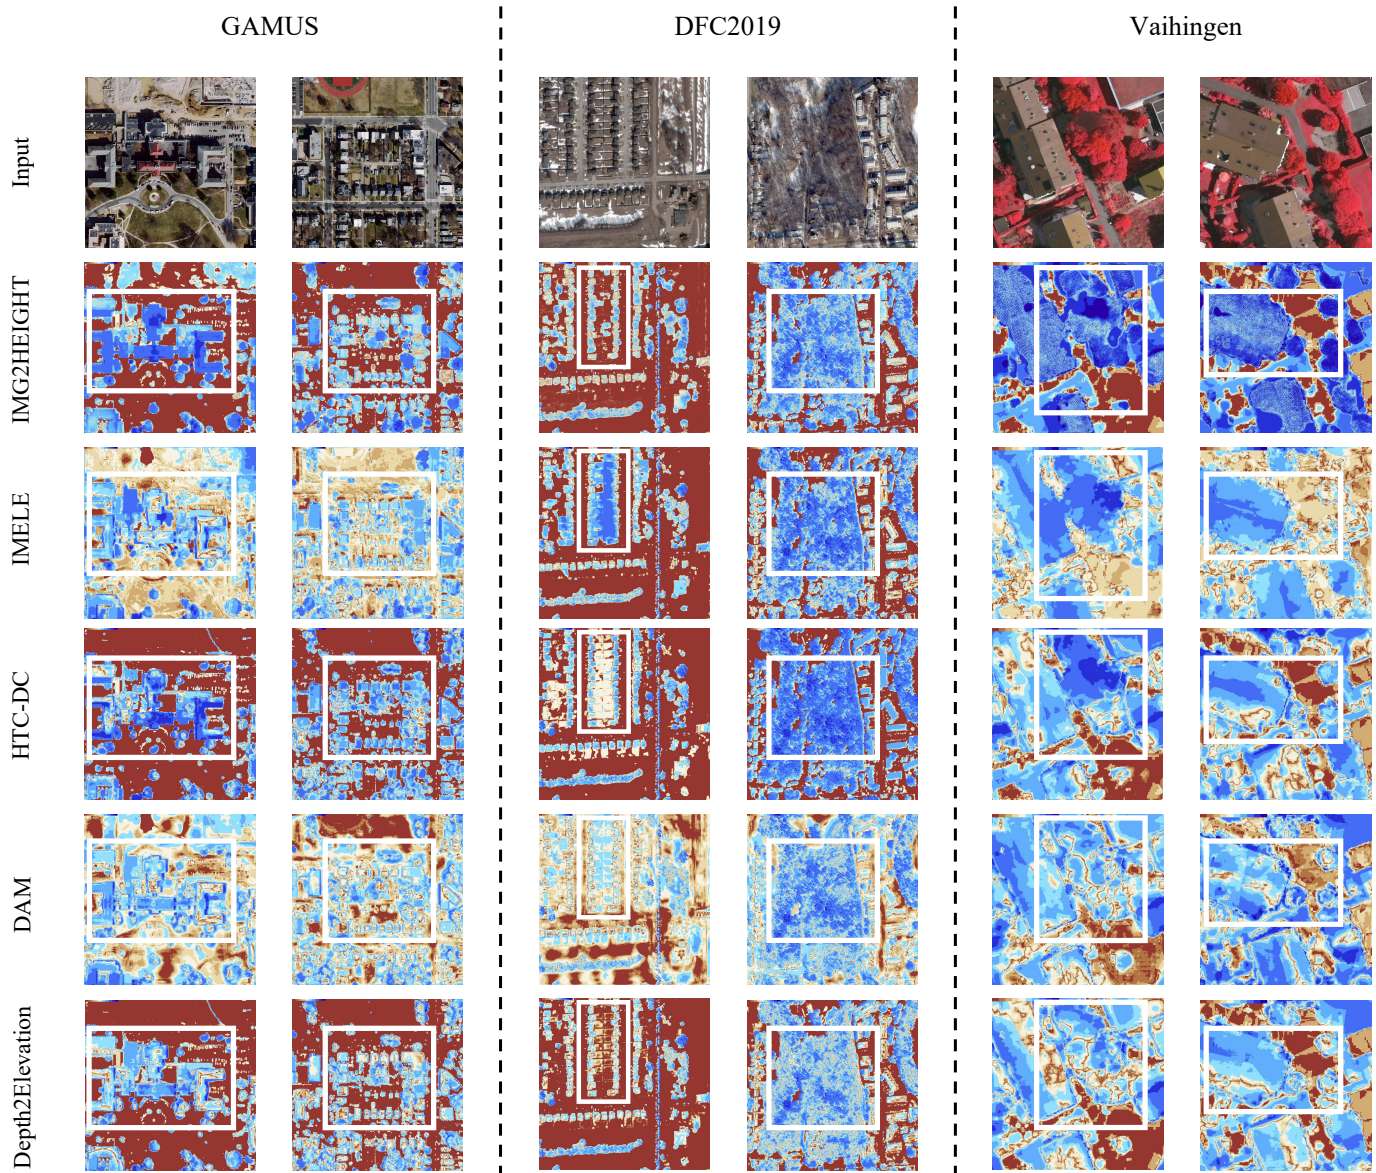 GAMUS
DFC2019
Vaihingen
Input
IMG2HEIGHT
IMELE
HTC-DC
DAM
Depth2Elevation